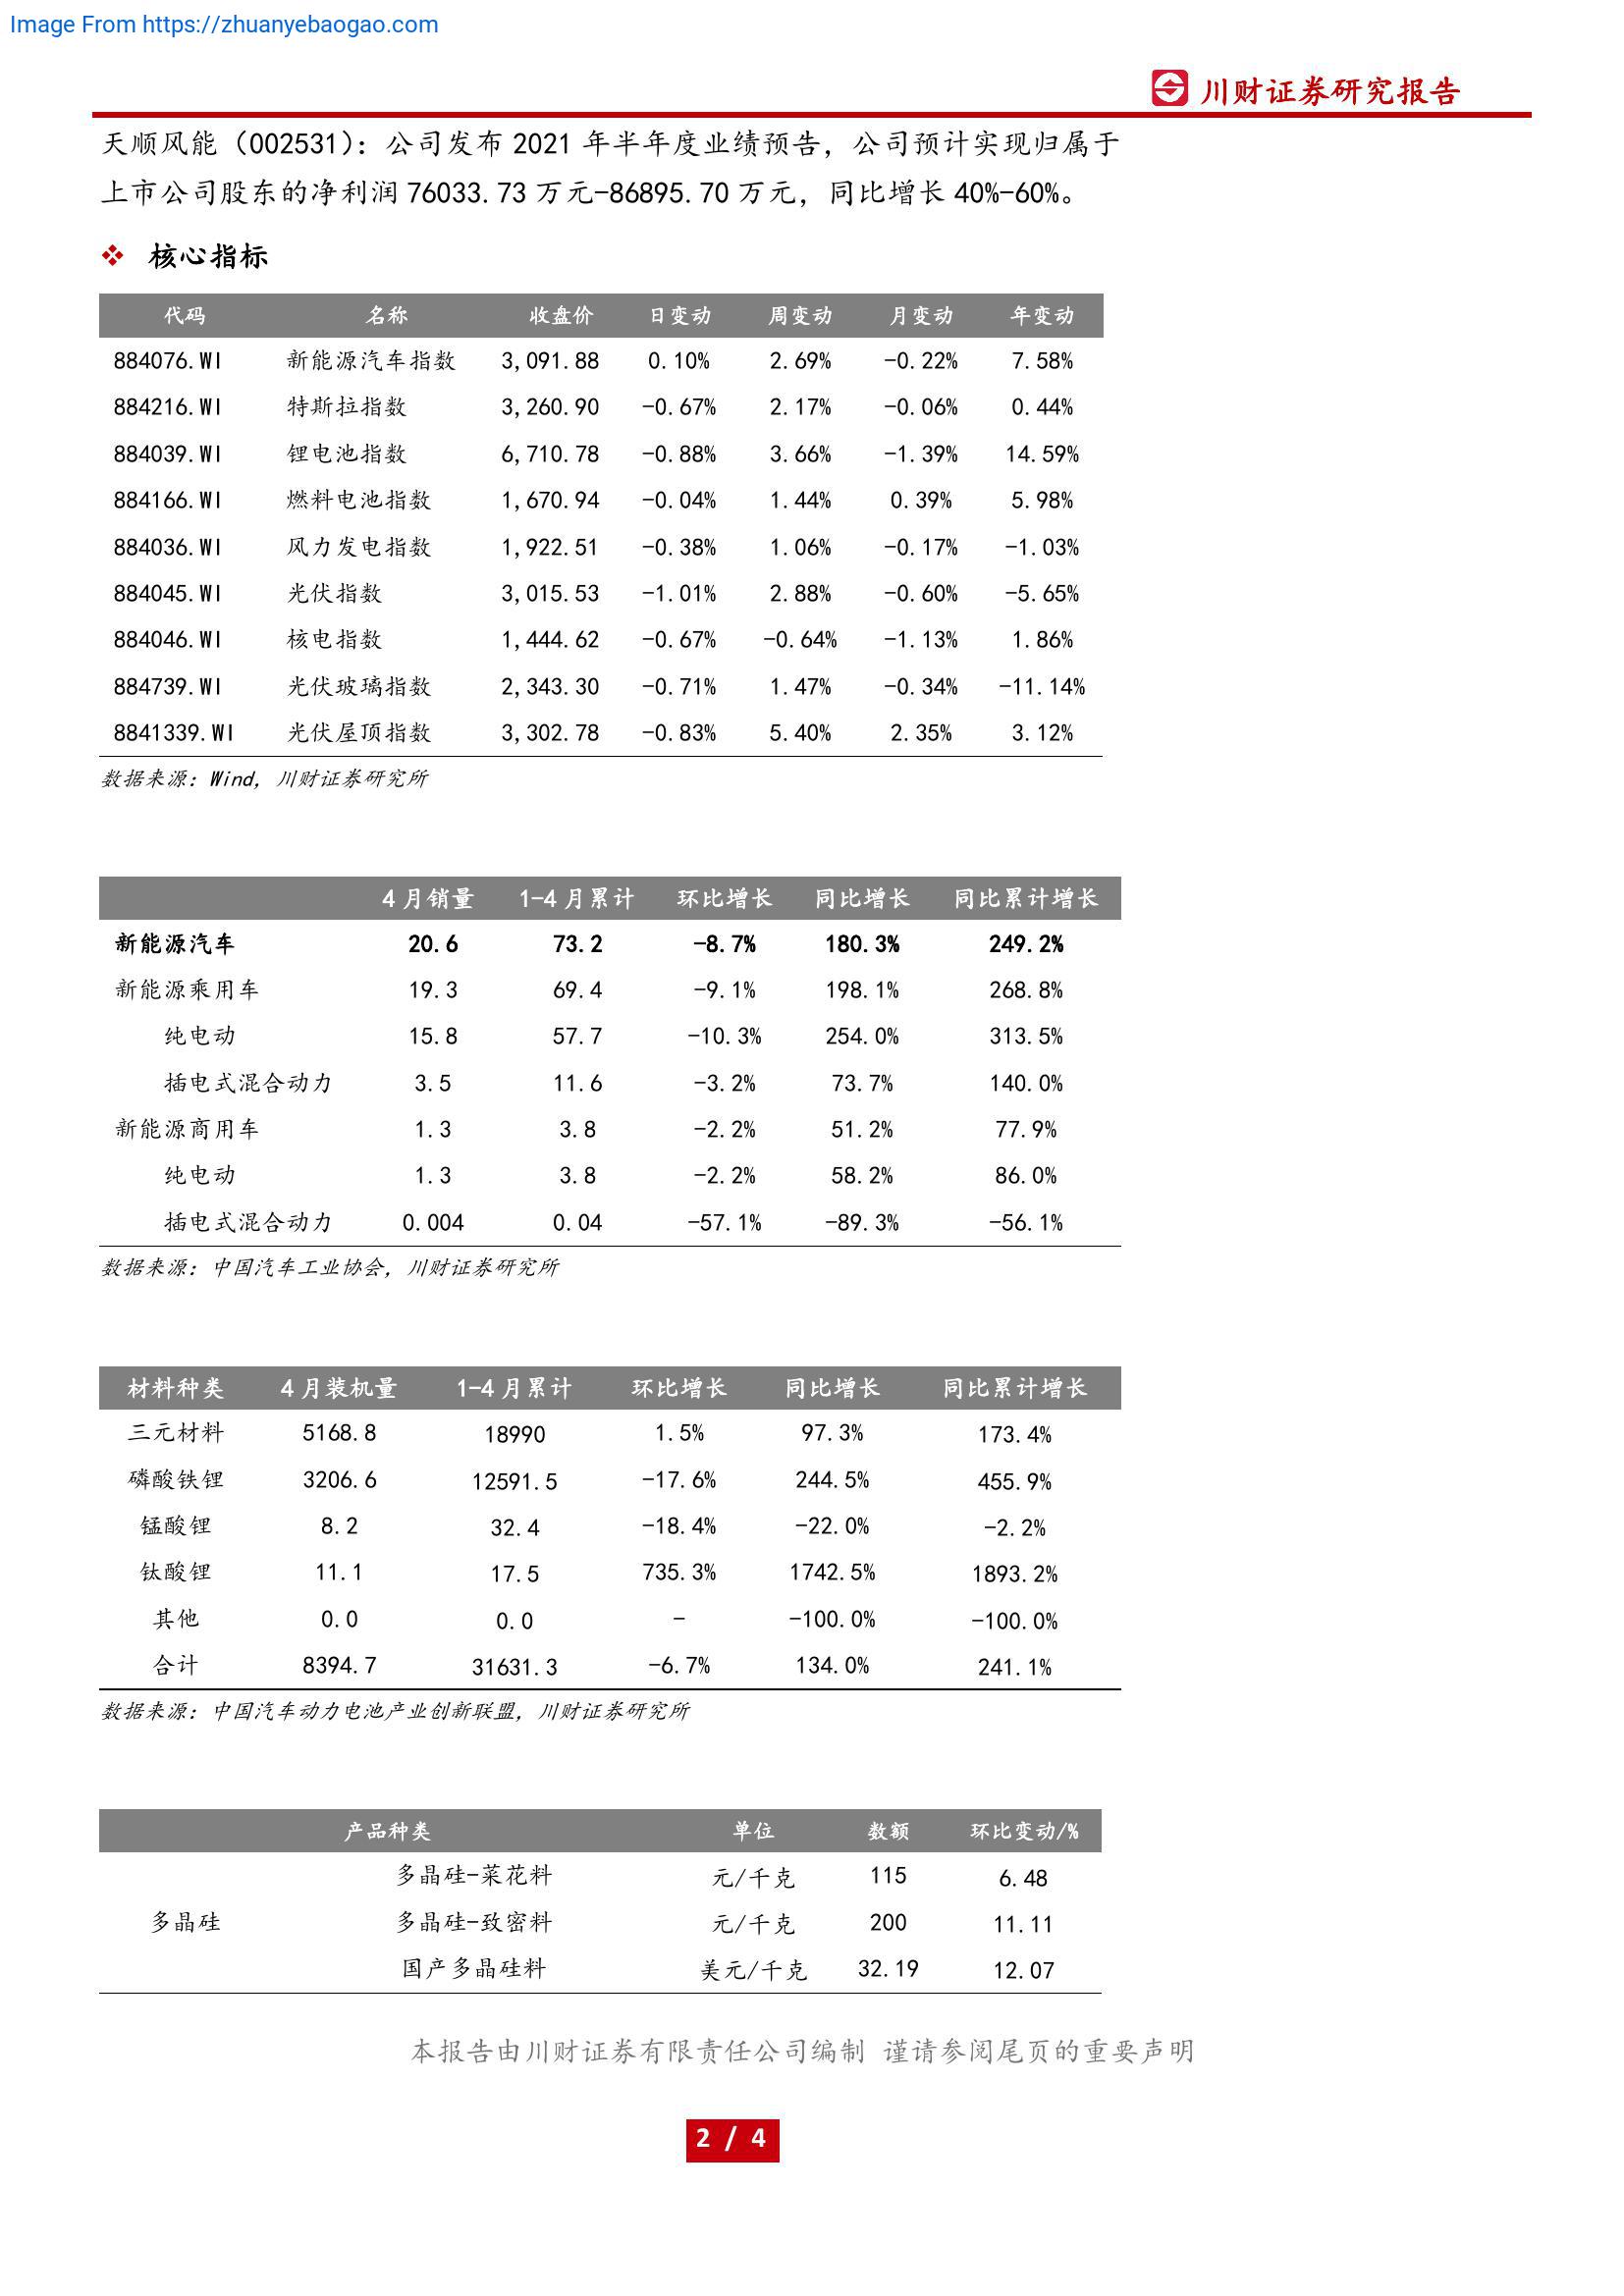 Image From https://zhuanyebaogao.com
川财证券研究报告
天顺风能（002531）：公司发布 2021 年半年度业绩预告，公司预计实现归属于
上市公司股东的净利润 76033.73 万元-86895.70 万元，同比增长 40%-60%。
❖ 核心指标
代码 名称 收盘价 日变动 周变动 月变动 年变动
884076.WI 新能源汽车指数 3,091.88 0.10% 2.69% -0.22% 7.58%
884216.WI 特斯拉指数 3,260.90 -0.67% 2.17% -0.06% 0.44%
884039.WI 锂电池指数 6,710.78 -0.88% 3.66% -1.39% 14.59%
884166.WI 燃料电池指数 1,670.94 -0.04% 1.44% 0.39% 5.98%
884036.WI 风力发电指数 1,922.51 -0.38% 1.06% -0.17% -1.03%
884045.WI 光伏指数 3,015.53 -1.01% 2.88% -0.60% -5.65%
884046.WI 核电指数 1,444.62 -0.67% -0.64% -1.13% 1.86%
884739.WI 光伏玻璃指数 2,343.30 -0.71% 1.47% -0.34% -11.14%
8841339.WI 光伏屋顶指数 3,302.78 -0.83% 5.40% 2.35% 3.12%
数据来源：Wind，川财证券研究所
4 月销量 1-4 月累计 环比增长 同比增长 同比累计增长
新能源汽车 20.6 73.2 -8.7% 180.3% 249.2%
新能源乘用车 19.3 69.4 -9.1% 198.1% 268.8%
纯电动 15.8 57.7 -10.3% 254.0% 313.5%
插电式混合动力 3.5 11.6 -3.2% 73.7% 140.0%
新能源商用车 1.3 3.8 -2.2% 51.2% 77.9%
纯电动 1.3 3.8 -2.2% 58.2% 86.0%
插电式混合动力 0.004 0.04 -57.1% -89.3% -56.1%
数据来源：中国汽车工业协会，川财证券研究所
材料种类 4 月装机量 1-4 月累计 环比增长 同比增长 同比累计增长
三元材料 5168.8 18990 1.5% 97.3% 173.4%
磷酸铁锂 3206.6 12591.5 -17.6% 244.5% 455.9%
锰酸锂 8.2 32.4 -18.4% -22.0% -2.2%
钛酸锂 11.1 17.5 735.3% 1742.5% 1893.2%
其他 0.0 0.0 - -100.0% -100.0%
合计 8394.7 31631.3 -6.7% 134.0% 241.1%
数据来源：中国汽车动力电池产业创新联盟，川财证券研究所
产品种类 单位 数额 环比变动/%
多晶硅-菜花料 元/千克 115 6.48
多晶硅 多晶硅-致密料 元/千克 200 11.11
国产多晶硅料 美元/千克 32.19 12.07
本报告由川财证券有限责任公司编制 谨请参阅尾页的重要声明
2 / 4